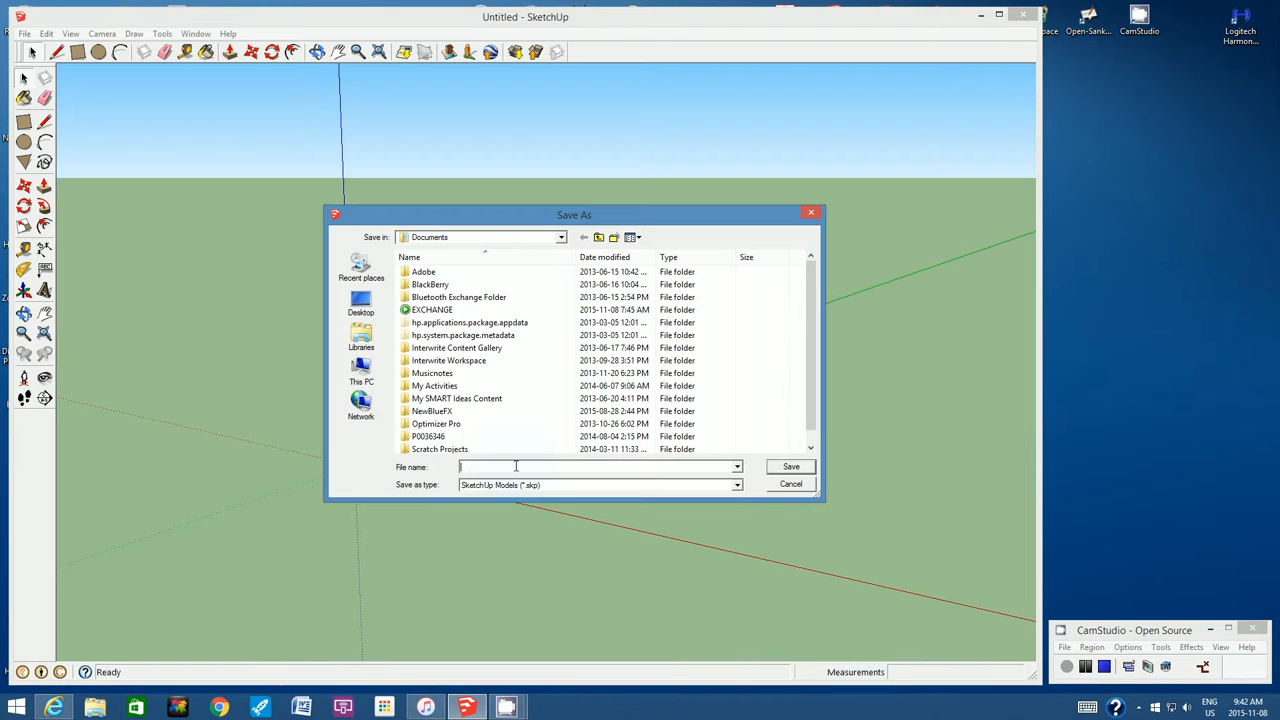 Untitled - SketchUp
File Edit View Camera Draw Tools Window Help
Open-Sank...
CamStudio
Logitech
Harmon...
Save As
Save in: Documents
Name Date modified Type Size
Adobe 2013-06-15 10:42 ... File folder
BlackBerry 2013-06-16 10:04 ... File folder
Bluetooth Exchange Folder 2013-06-15 2:54 PM File folder
EXCHANGE 2015-11-08 7:45 AM File folder
hp.applications.package.appdata 2013-03-05 12:01 ... File folder
hp.system.package.metadata 2013-03-05 12:01 ... File folder
Interwrite Content Gallery 2013-06-17 7:46 PM File folder
Interwrite Workspace 2013-09-28 3:51 PM File folder
Musicnotes 2013-11-20 6:23 PM File folder
My Activities 2014-06-07 9:06 AM File folder
My SMART Ideas Content 2013-06-20 4:11 PM File folder
NewBlueFX 2015-08-28 2:44 PM File folder
Optimizer Pro 2013-10-26 6:02 PM File folder
P0036346 2014-08-04 2:15 PM File folder
Scratch Projects 2014-03-11 11:33 ... File folder
Recent places
Desktop
Libraries
This PC
Network
File name:
Save
Save as type: SketchUp Models (*.skp)
Cancel
CamStudio - Open Source
File Region Options Tools Effects View Help
Ready
Measurements
ENG
US
9:42 AM
2015-11-08